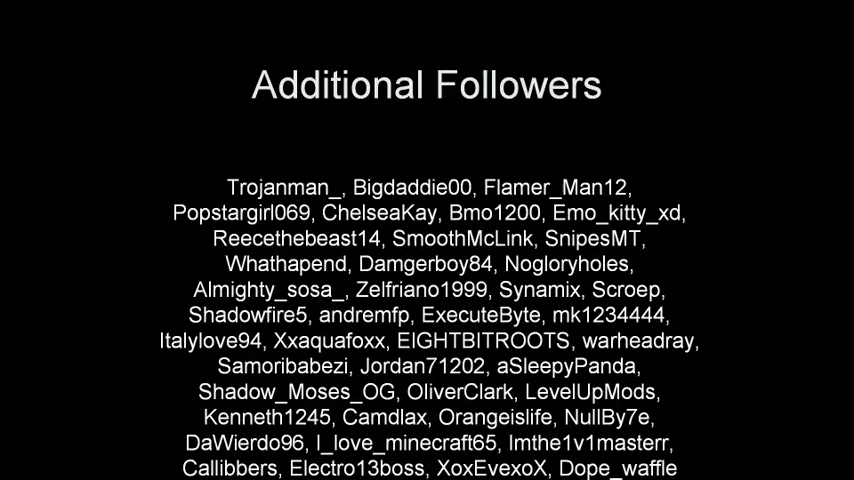 Additional Followers
Trojanman_, Bigdaddie00, Flamer_Man12,
Popstargirl069, ChelseaKay, Bmo1200, Emo_kitty_xd,
Reecethebeast14, SmoothMcLink, SnipesMT,
Whathapend, Damgerboy84, Nogloryholes,
Almighty_sosa_, Zelfriano1999, Synamix, Scroep,
Shadowfire5, andremfp, ExecuteByte, mk1234444,
Italylove94, Xxaquafoxx, EIGHTBITROOTS, warheadray,
Samoribabezi, Jordan71202, aSleepyPanda,
Shadow_Moses_OG, OliverClark, LevelUpMods,
Kenneth1245, Camdlax, Orangeislife, NullBy7e,
DaWierdo96, I_love_minecraft65, Imthe1v1masterr,
Callibbers, Electro13boss, XoxEvexoX, Dope_waffle